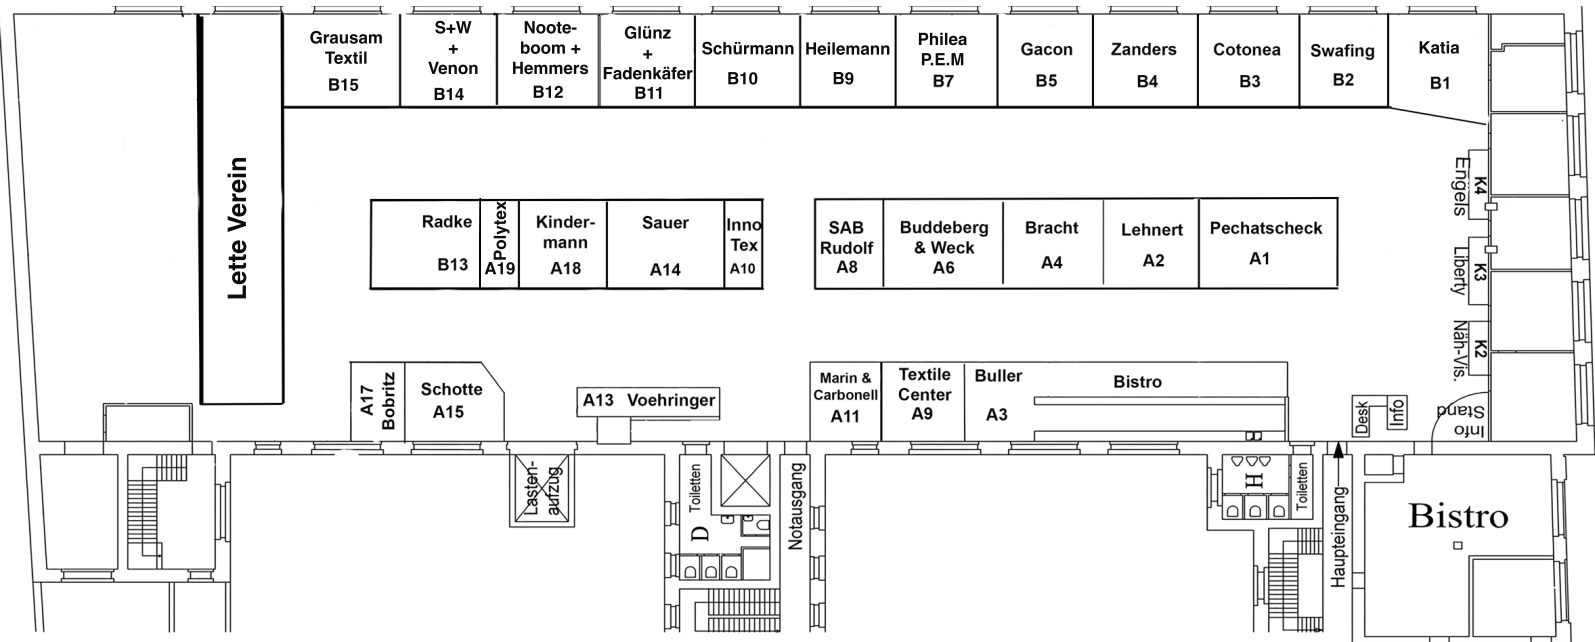 Grausam
Textil
B15
S+W
+
Venon
B14
Noote-
boom +
Hemmers
B12
Glünz
+
Fadenkäfer
B11
Schürmann
B10
Heilemann
B9
Philea
P.E.M
B7
Gacon
B5
Zanders
B4
Cotonea
B3
Swafing
B2
Katia
B1
Lette Verein
Radke
B13
Polytex
A19
Kinder-
mann
A18
Sauer
A14
Inno
Tex
A10
SAB
Rudolf
A8
Buddeberg
& Weck
A6
Bracht
A4
Lehnert
A2
Pechatscheck
A1
K4
Engels
K3
Liberty
K2
Näh-Vis.
A17
Bobritz
Schotte
A15
A13 Voehringer
Marin &
Carbonell
A11
Textile
Center
A9
Buller
A3
Bistro
Desk
Info
Info
Stand
Lasten-
aufzug
Toiletten
D
Notausgang
H
Toiletten
Haupteingang
Bistro